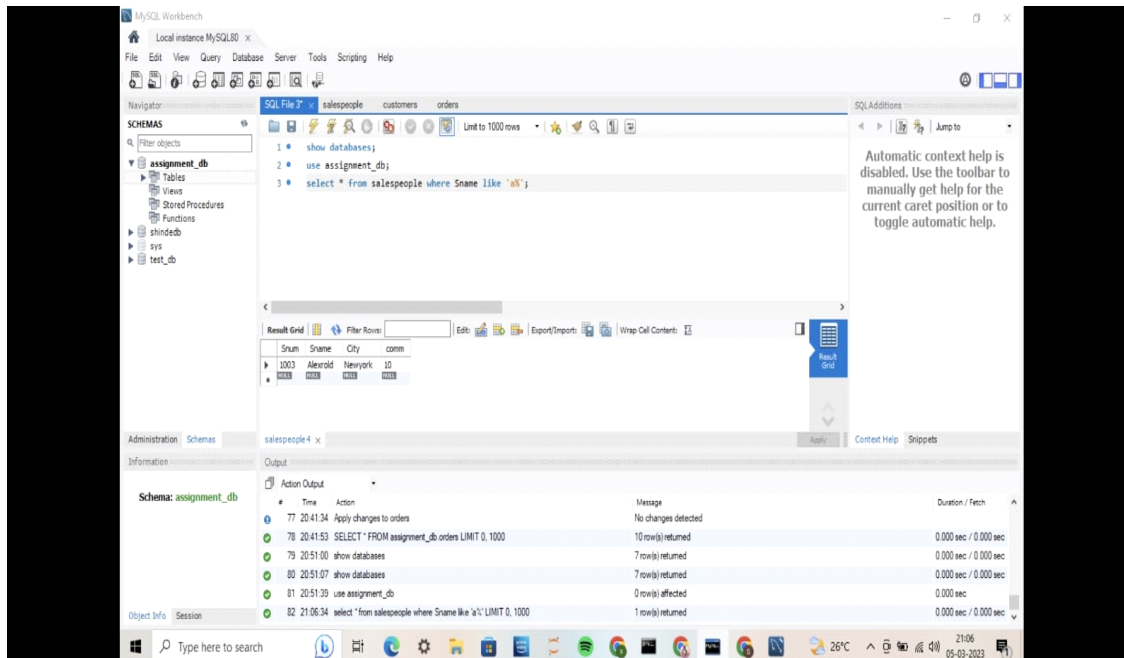 MySQL Workbench
Local instance MySQL80 ×
File Edit View Query Database Server Tools Scripting Help
Navigator
SCHEMAS
Filter objects
assignment_db
Tables
Views
Stored Procedures
Functions
shindedb
sys
test_db
Administration Schemas
Information
Schema: assignment_db
Object Info Session
SQL File 3* × salespeople customers orders
Limit to 1000 rows
1 show databases;
2 use assignment_db;
3 select * from salespeople where Sname like 'a%';
Result Grid Filter Rows: Edit: Export/Import: Wrap Cell Content:
Snum Sname City comm
1003 Alexrold Newyork 10
NULL NULL NULL NULL
Result
Grid
salespeople 4 × Apply
SQLAdditions
Jump to
Automatic context help is
disabled. Use the toolbar to
manually get help for the
current caret position or to
toggle automatic help.
Context Help Snippets
Output
Action Output
# Time Action Message Duration / Fetch
77 20:41:34 Apply changes to orders No changes detected
78 20:41:53 SELECT * FROM assignment_db.orders LIMIT 0, 1000 10 row(s) returned 0.000 sec / 0.000 sec
79 20:51:00 show databases 7 row(s) returned 0.000 sec / 0.000 sec
80 20:51:07 show databases 7 row(s) returned 0.000 sec / 0.000 sec
81 20:51:39 use assignment_db 0 row(s) affected 0.000 sec
82 21:06:34 select * from salespeople where Sname like 'a%' LIMIT 0, 1000 1 row(s) returned 0.000 sec / 0.000 sec
Type here to search
26°C
21:06
05-03-2023